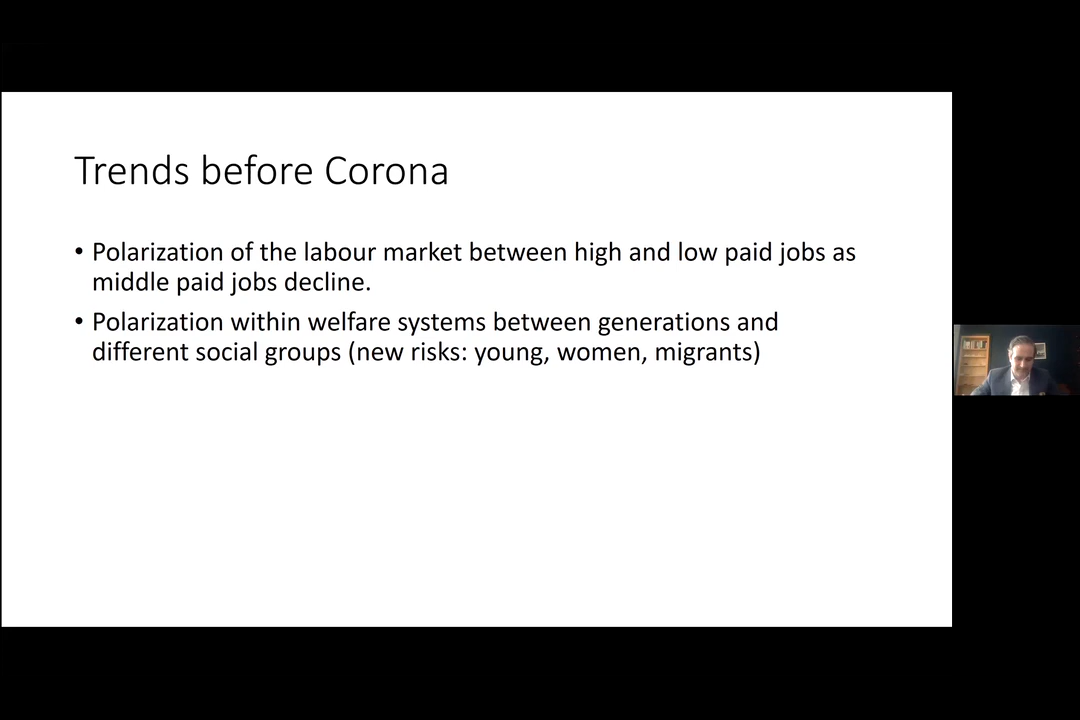 Trends before Corona
• Polarization of the labour market between high and low paid jobs as
middle paid jobs decline.
• Polarization within welfare systems between generations and
different social groups (new risks: young, women, migrants)